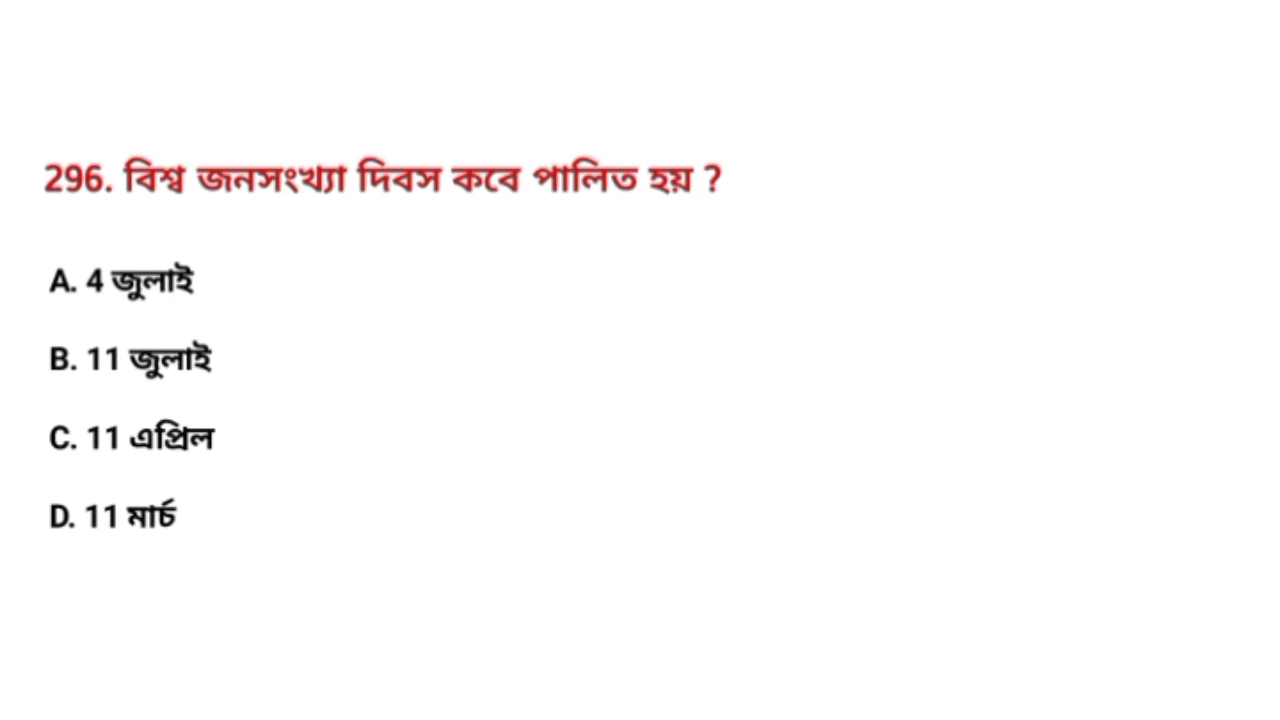 296. বিশ্ব জনসংখ্যা দিবস কবে পালিত হয় ?
A. 4 জুলাই
B. 11 জুলাই
C. 11 এপ্রিল
D. 11 মার্চ